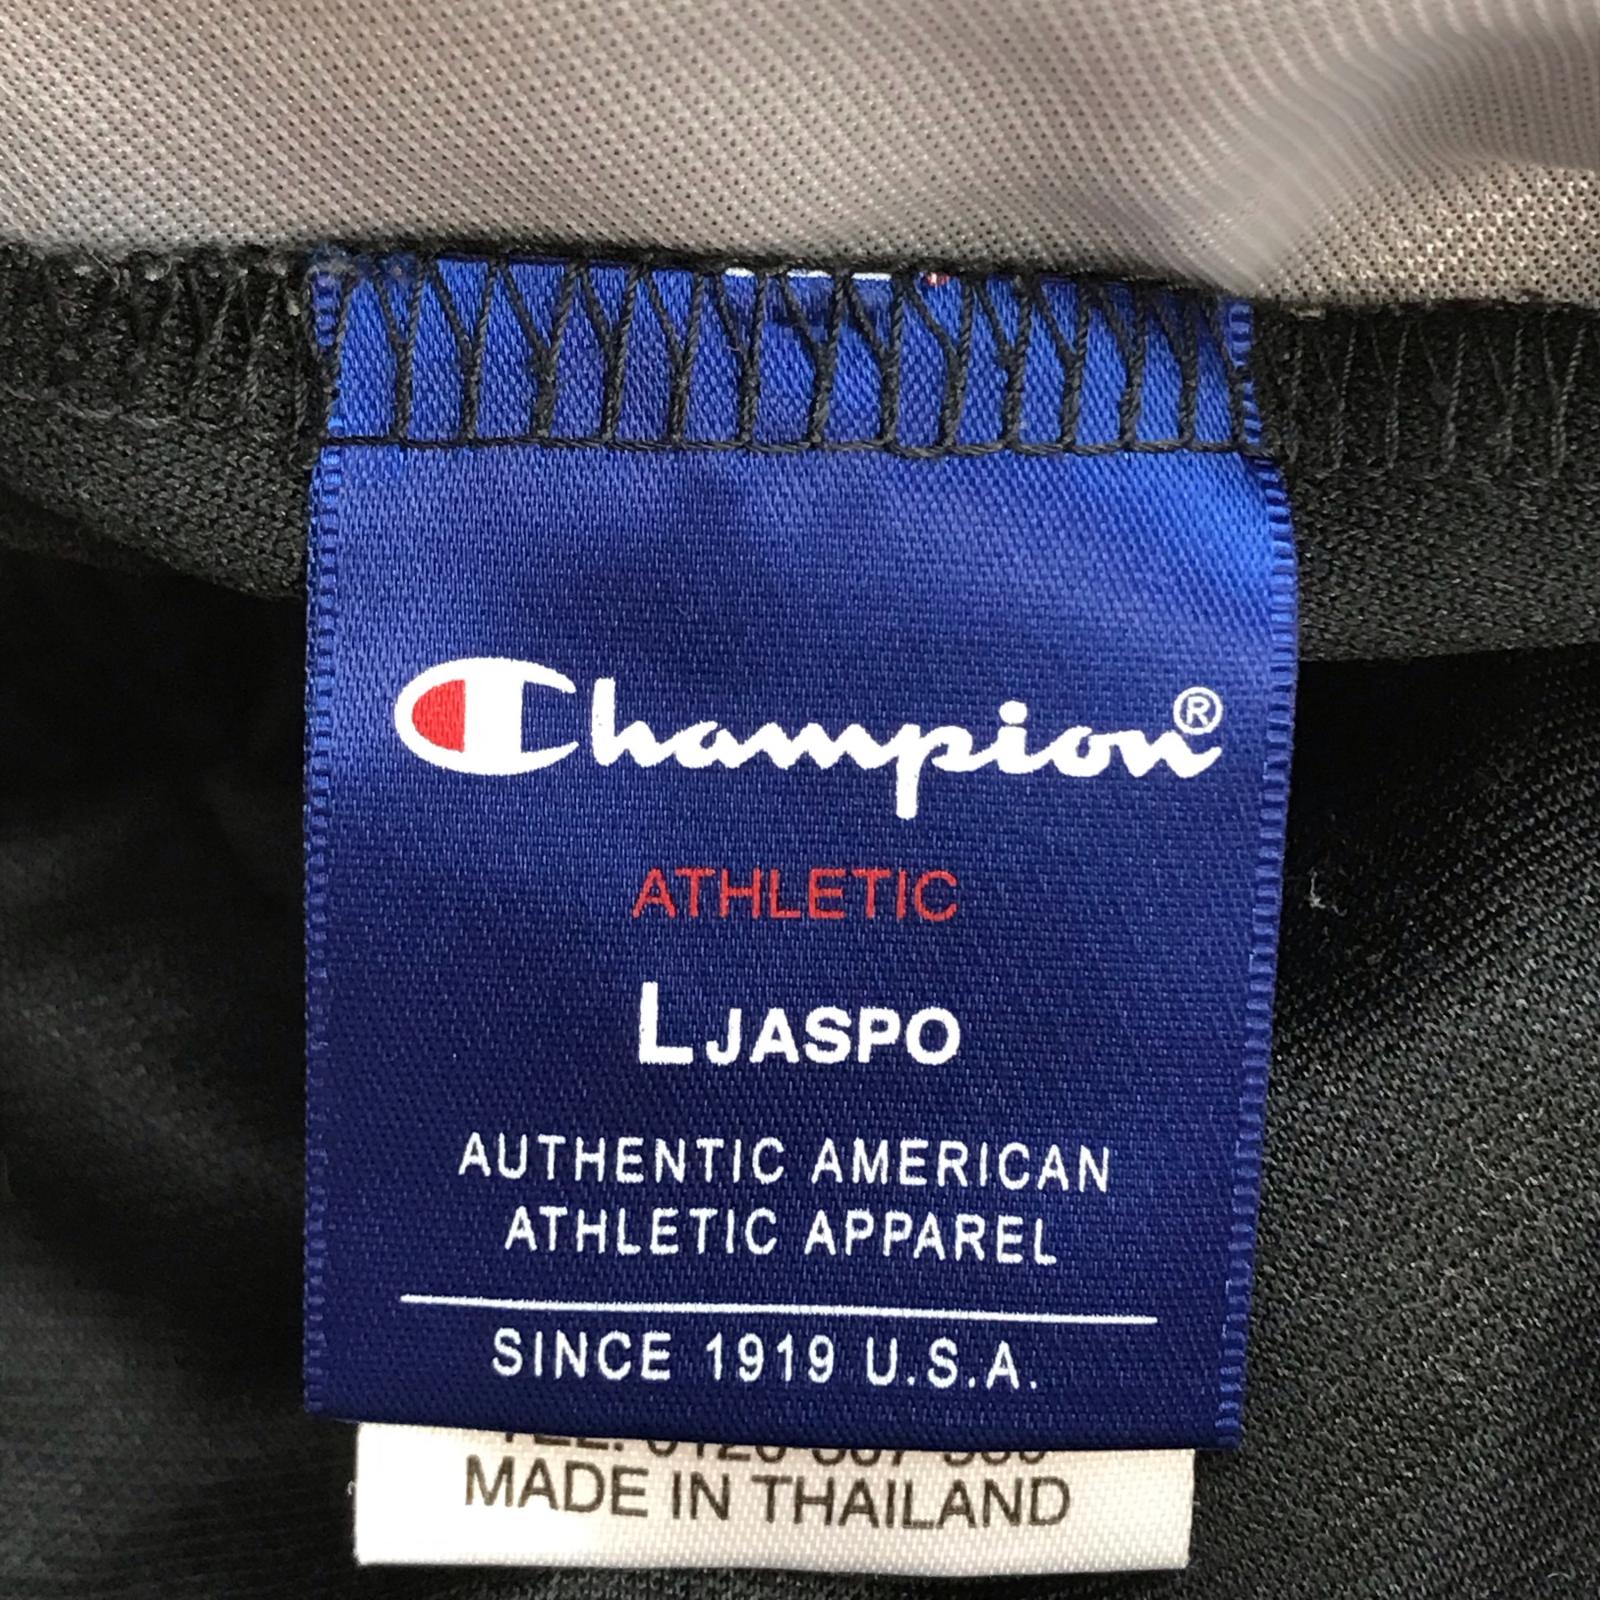 Champion®
ATHLETIC
L JASPO
AUTHENTIC AMERICAN
ATHLETIC APPAREL
SINCE 1919 U.S.A.
MADE IN THAILAND